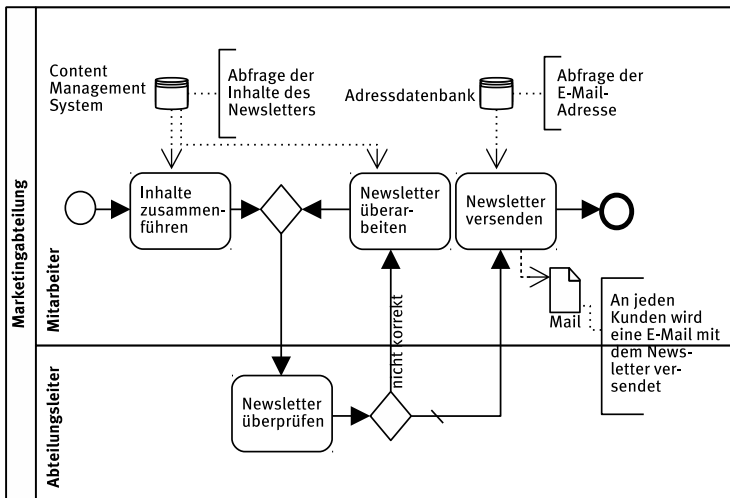 Marketingabteilung
Mitarbeiter
Content
Management
System
Abfrage der
Inhalte des
Newsletters
Adressdatenbank
Abfrage der
E-Mail-
Adresse
Inhalte
zusammen-
führen
Newsletter
überar-
beiten
Newsletter
versenden
Mail
An jeden
Kunden wird
eine E-Mail mit
dem News-
letter ver-
sendet
nicht korrekt
Abteilungsleiter
Newsletter
überprüfen